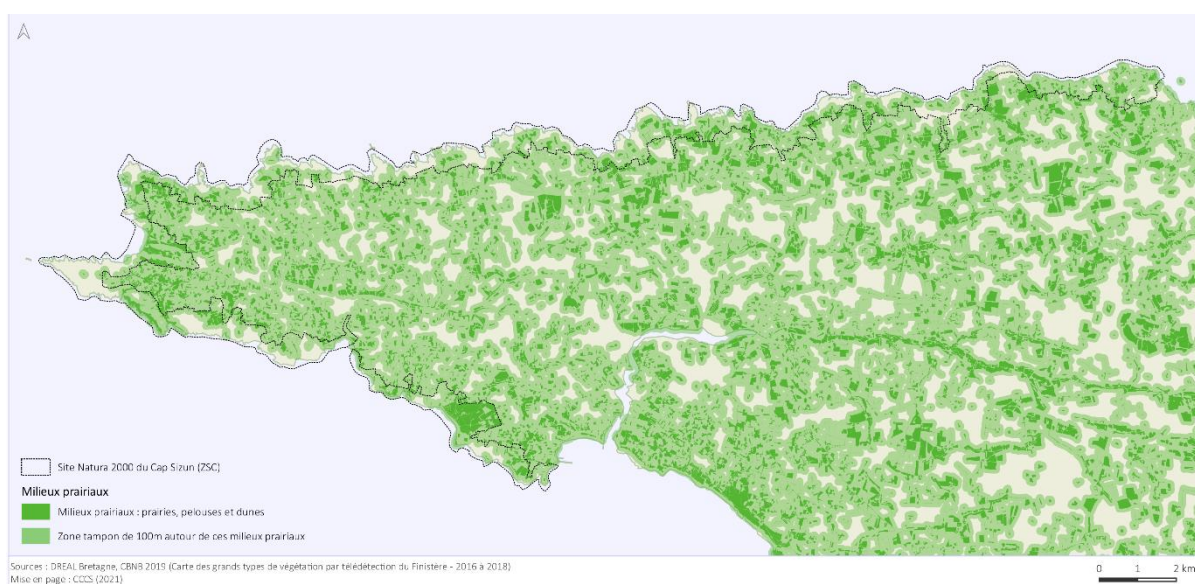 Site Natura 2000 du Cap Sizun (ZSC)
Milieux prairiaux
Milieux prairiaux : prairies, pelouses et dunes
Zone tampon de 100m autour de ces milieux prairiaux
Sources : DREAL Bretagne, CBNB 2019 (Carte des grands types de végétation par télédétection du Finistère - 2016 à 2018)
Mise en page : CCCS (2021)
0 1 2 km